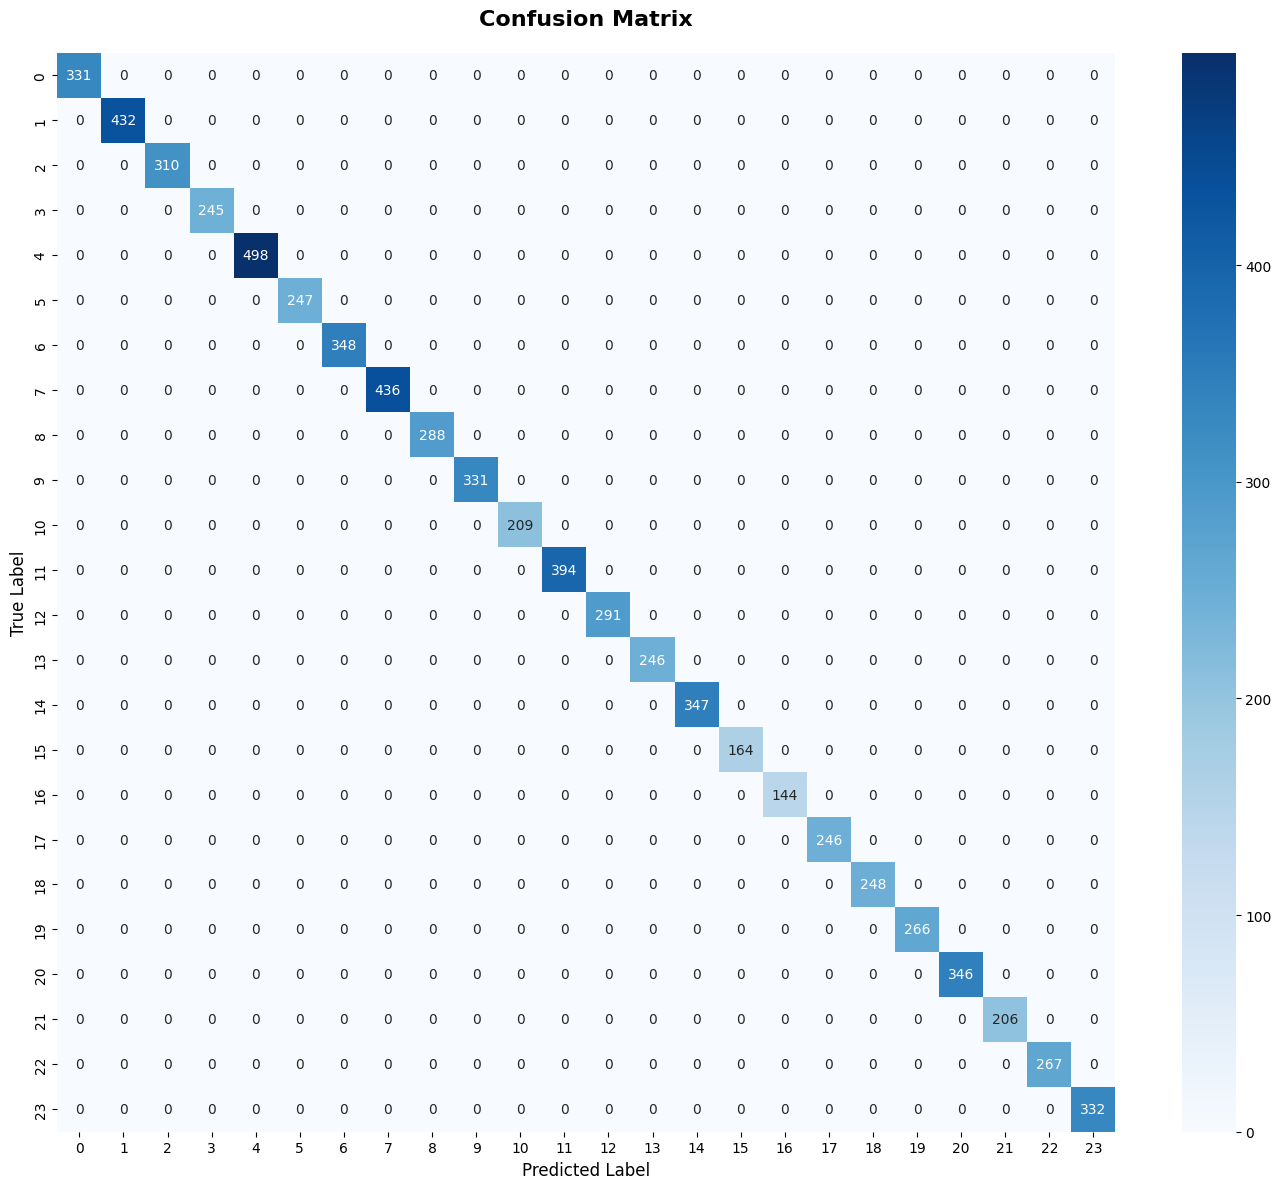 Confusion Matrix
0 331 0 0 0 0 0 0 0 0 0 0 0 0 0 0 0 0 0 0 0 0 0 0 0
1 0 432 0 0 0 0 0 0 0 0 0 0 0 0 0 0 0 0 0 0 0 0 0 0
2 0 0 310 0 0 0 0 0 0 0 0 0 0 0 0 0 0 0 0 0 0 0 0 0
3 0 0 0 245 0 0 0 0 0 0 0 0 0 0 0 0 0 0 0 0 0 0 0 0
4 0 0 0 0 498 0 0 0 0 0 0 0 0 0 0 0 0 0 0 0 0 0 0 0
400
5 0 0 0 0 0 247 0 0 0 0 0 0 0 0 0 0 0 0 0 0 0 0 0 0
6 0 0 0 0 0 0 348 0 0 0 0 0 0 0 0 0 0 0 0 0 0 0 0 0
7 0 0 0 0 0 0 0 436 0 0 0 0 0 0 0 0 0 0 0 0 0 0 0 0
8 0 0 0 0 0 0 0 0 288 0 0 0 0 0 0 0 0 0 0 0 0 0 0 0
9 0 0 0 0 0 0 0 0 0 331 0 0 0 0 0 0 0 0 0 0 0 0 0 0
300
10 0 0 0 0 0 0 0 0 0 0 209 0 0 0 0 0 0 0 0 0 0 0 0 0
11 0 0 0 0 0 0 0 0 0 0 0 394 0 0 0 0 0 0 0 0 0 0 0 0
True Label
12 0 0 0 0 0 0 0 0 0 0 0 0 291 0 0 0 0 0 0 0 0 0 0 0
13 0 0 0 0 0 0 0 0 0 0 0 0 0 246 0 0 0 0 0 0 0 0 0 0
14 0 0 0 0 0 0 0 0 0 0 0 0 0 0 347 0 0 0 0 0 0 0 0 0
200
15 0 0 0 0 0 0 0 0 0 0 0 0 0 0 0 164 0 0 0 0 0 0 0 0
16 0 0 0 0 0 0 0 0 0 0 0 0 0 0 0 0 144 0 0 0 0 0 0 0
17 0 0 0 0 0 0 0 0 0 0 0 0 0 0 0 0 0 246 0 0 0 0 0 0
18 0 0 0 0 0 0 0 0 0 0 0 0 0 0 0 0 0 0 248 0 0 0 0 0
19 0 0 0 0 0 0 0 0 0 0 0 0 0 0 0 0 0 0 0 266 0 0 0 0
100
20 0 0 0 0 0 0 0 0 0 0 0 0 0 0 0 0 0 0 0 0 346 0 0 0
21 0 0 0 0 0 0 0 0 0 0 0 0 0 0 0 0 0 0 0 0 0 206 0 0
22 0 0 0 0 0 0 0 0 0 0 0 0 0 0 0 0 0 0 0 0 0 0 267 0
23 0 0 0 0 0 0 0 0 0 0 0 0 0 0 0 0 0 0 0 0 0 0 0 332
0
0 1 2 3 4 5 6 7 8 9 10 11 12 13 14 15 16 17 18 19 20 21 22 23
Predicted Label